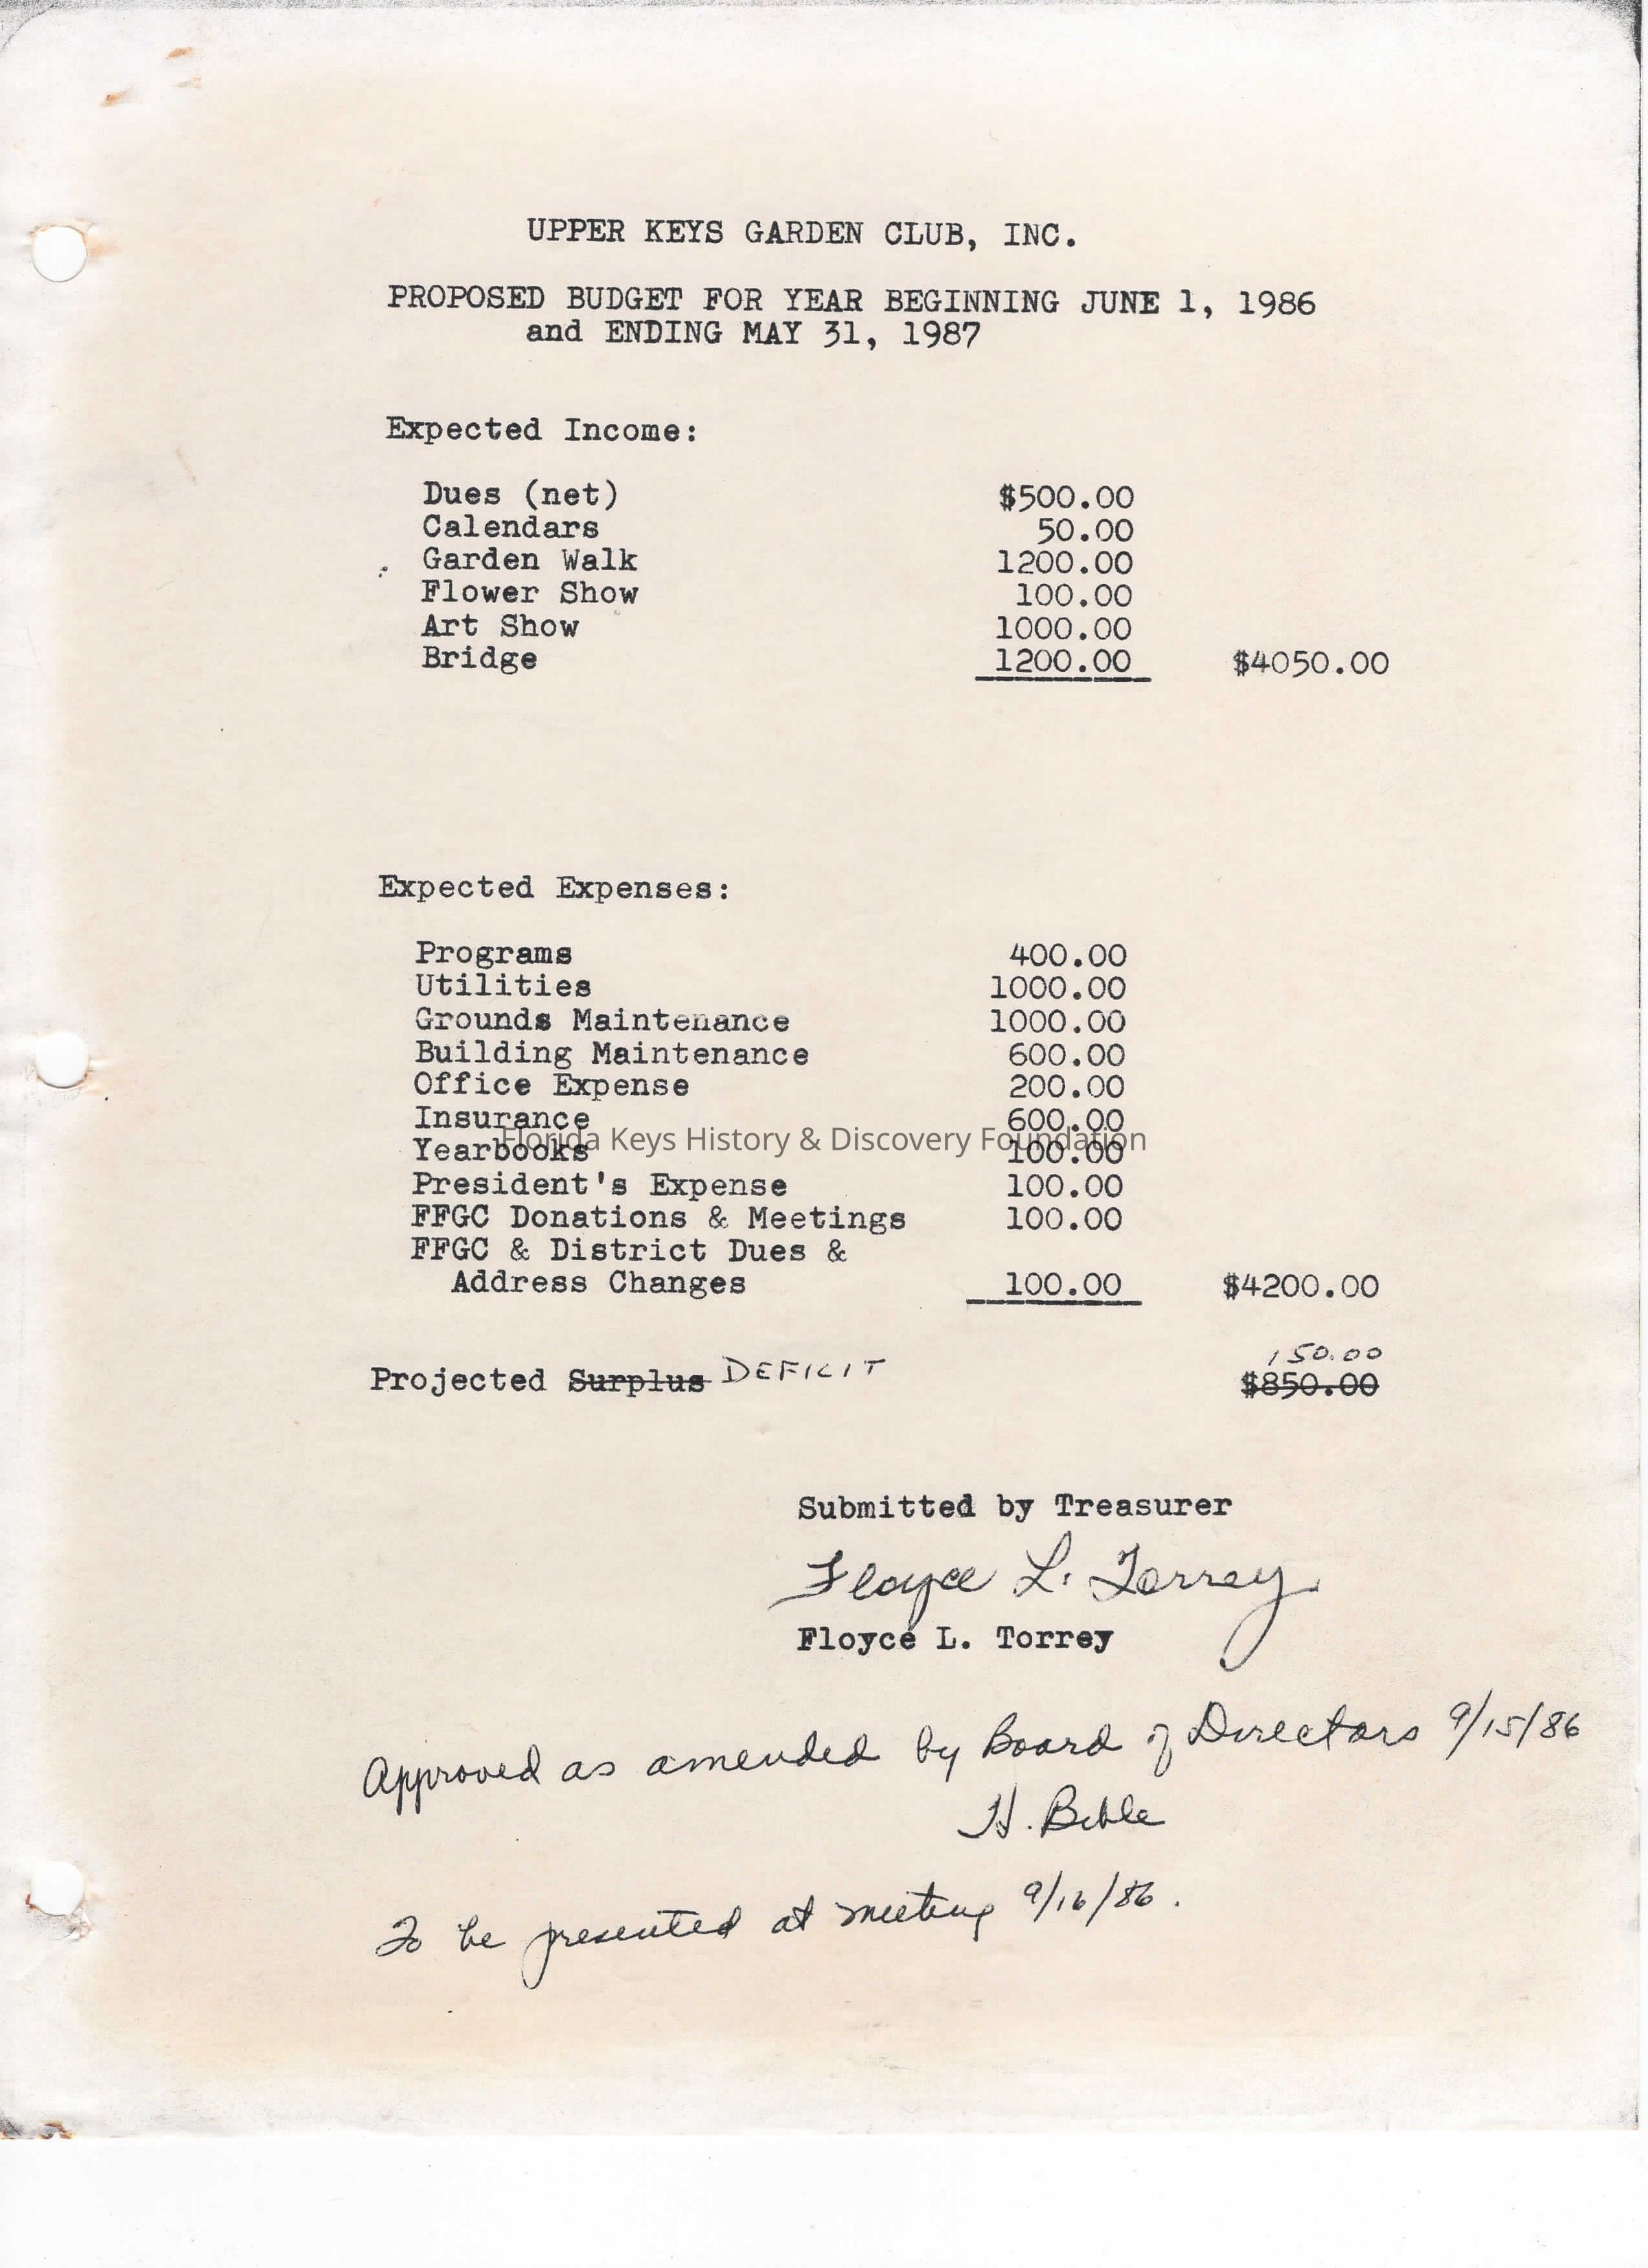 UPPER KEYS GARDEN CLUB, INC.
PROPOSED BUDGET FOR YEAR BEGINNING JUNE 1, 1986
and ENDING MAY 31, 1987
Expected Income:
Dues (net) $500.00
Calendars 50.00
Garden Walk 1200.00
Flower Show 100.00
Art Show 1000.00
Bridge 1200.00 $4050.00
Expected Expenses:
Programs 400.00
Utilities 1000.00
Grounds Maintenance 1000.00
Building Maintenance 600.00
Office Expense 200.00
Insurance 600.00
Florida Keys History & Discovery Foundation
Yearbooks 100.00
President's Expense 100.00
FFGC Donations & Meetings 100.00
FFGC & District Dues &
Address Changes 100.00 $4200.00
150.00
Projected Surplus DEFICIT $850.00
Submitted by Treasurer
Floyce L. Torrey
Floyce L. Torrey
Approved as amended by Board of Directors 9/15/86
H. Bible
To be presented at meeting 9/16/86.